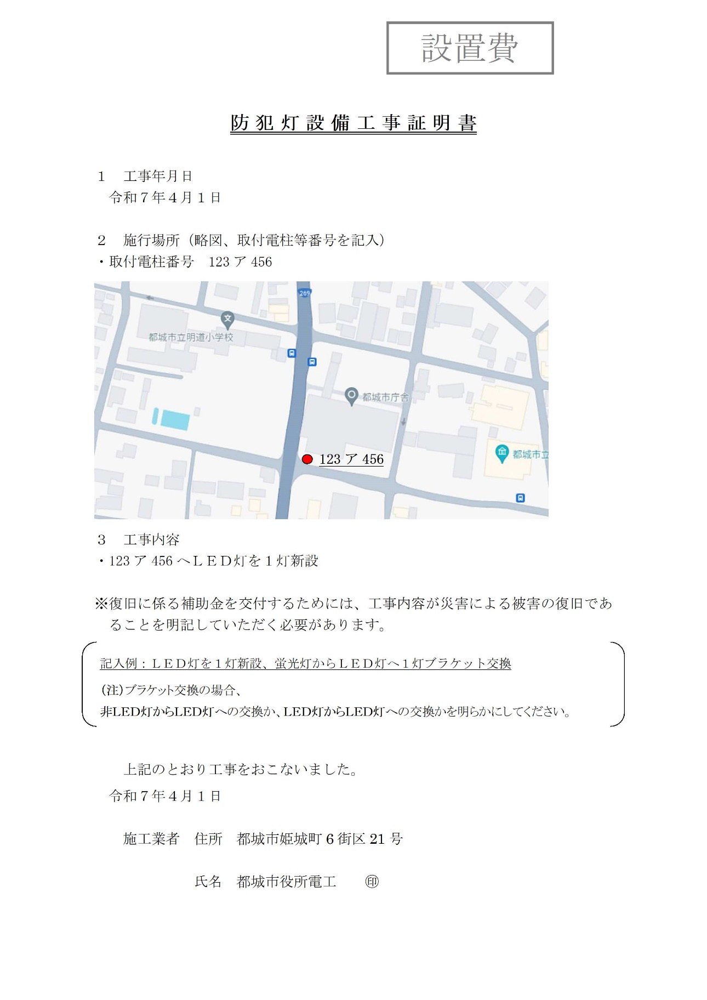 設置費
防犯灯設備工事証明書
１　工事年月日
令和７年４月１日
２　施行場所（略図、取付電柱等番号を記入）
・取付電柱番号　123 ア 456
269
文
都城市立明道小学校
都城市庁舎
123 ア 456
都城市立
３　工事内容
・123 ア 456 へＬＥＤ灯を１灯新設
※復旧に係る補助金を交付するためには、工事内容が災害による被害の復旧であ
ることを明記していただく必要があります。
記入例：ＬＥＤ灯を１灯新設、蛍光灯からＬＥＤ灯へ１灯ブラケット交換
(注)ブラケット交換の場合、
非LED灯からLED灯への交換か、LED灯からLED灯への交換かを明らかにしてください。
上記のとおり工事をおこないました。
令和７年４月１日
施工業者　住所　都城市姫城町 6 街区 21 号
氏名　都城市役所電工　　㊞